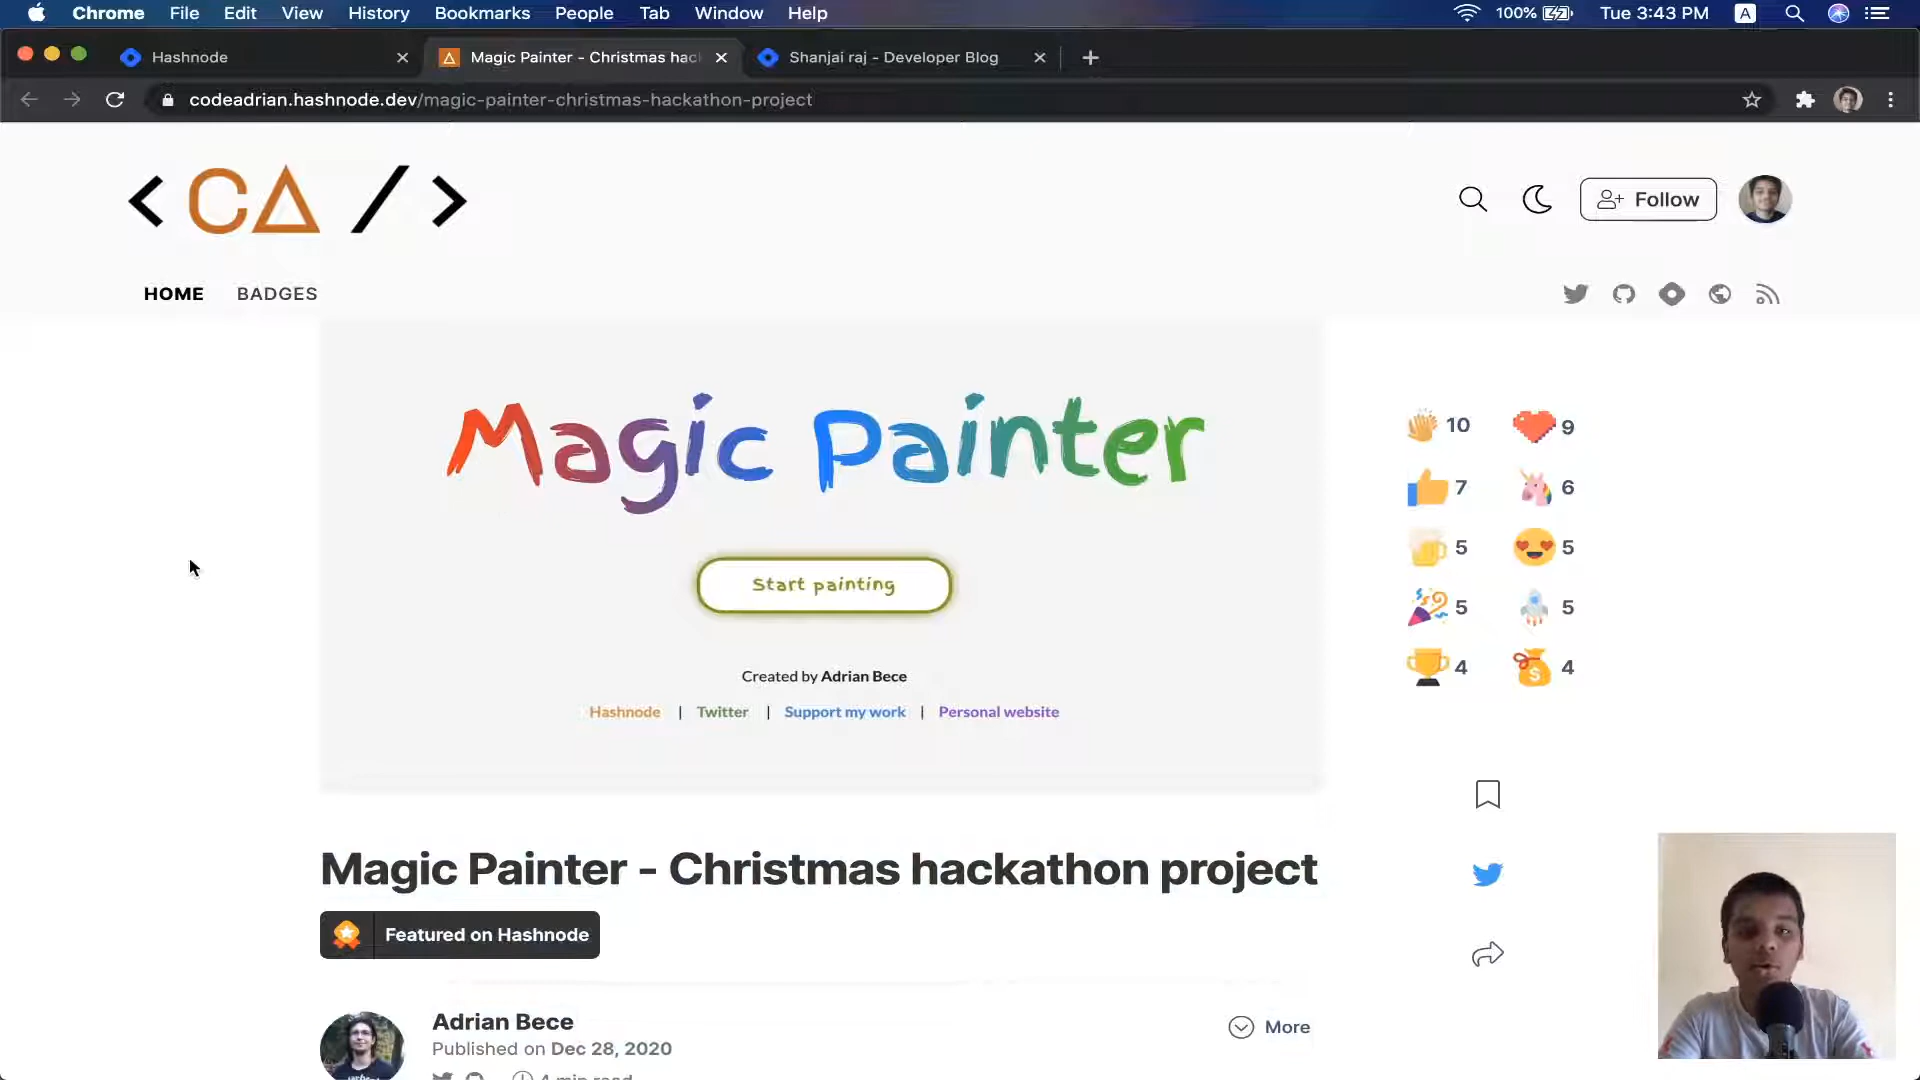 Chrome File Edit View History Bookmarks People Tab Window Help 100% Tue 3:43 PM A
Hashnode Magic Painter - Christmas hac Shanjai raj - Developer Blog
codeadrian.hashnode.dev/magic-painter-christmas-hackathon-project
< CA / > Follow
HOME BADGES
Magic Painter
Start painting
Created by Adrian Bece
Hashnode | Twitter | Support my work | Personal website
10 9
7 6
5 5
5 5
4 4
Magic Painter - Christmas hackathon project
Featured on Hashnode
Adrian Bece
More
Published on Dec 28, 2020
4 min read